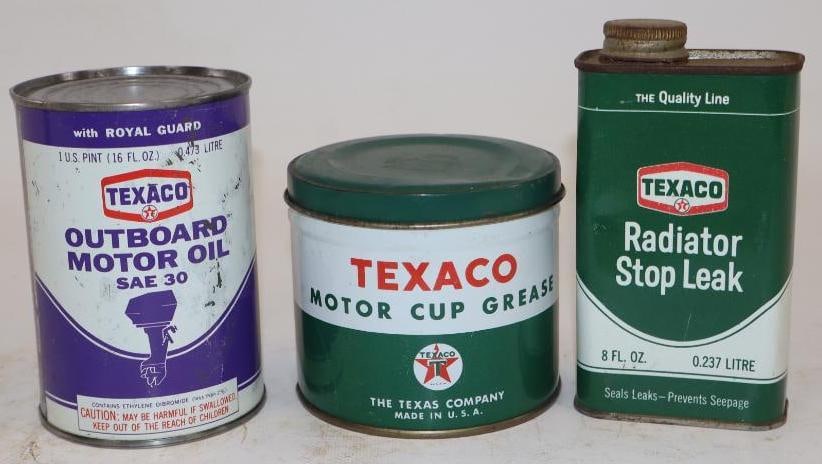 with ROYAL GUARD
1 U.S. PINT (16 FL. OZ.) 0.473 LITRE
TEXACO
T
OUTBOARD
MOTOR OIL
SAE 30
CONTAINS ETHYLENE DIBROMIDE
CAUTION: MAY BE HARMFUL IF SWALLOWED.
KEEP OUT OF THE REACH OF CHILDREN
TEXACO
MOTOR CUP GREASE
TEXACO
T
THE TEXAS COMPANY
MADE IN U.S.A.
THE Quality Line
TEXACO
T
Radiator
Stop Leak
8 FL. OZ. 0.237 LITRE
Seals Leaks—Prevents Seepage